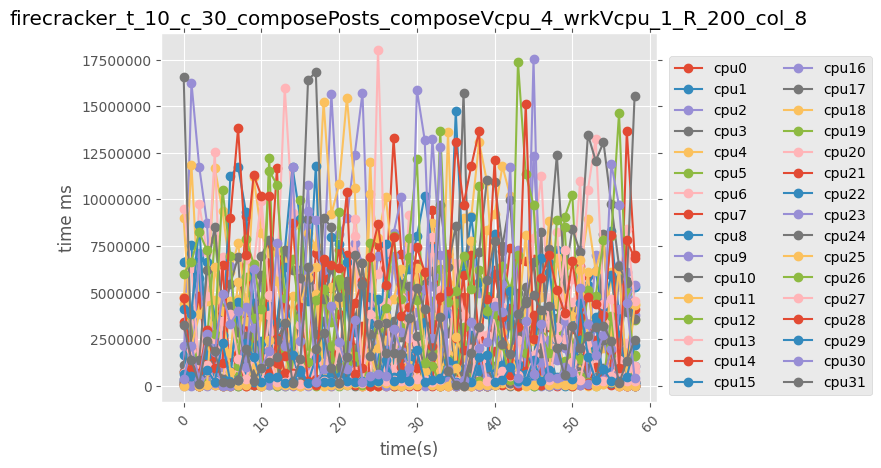 firecracker_t_10_c_30_composePosts_composeVcpu_4_wrkVcpu_1_R_200_col_8
time ms
17500000
15000000
12500000
10000000
7500000
5000000
2500000
0
0
10
20
30
40
50
60
time(s)
cpu0
cpu1
cpu2
cpu3
cpu4
cpu5
cpu6
cpu7
cpu8
cpu9
cpu10
cpu11
cpu12
cpu13
cpu14
cpu15
cpu16
cpu17
cpu18
cpu19
cpu20
cpu21
cpu22
cpu23
cpu24
cpu25
cpu26
cpu27
cpu28
cpu29
cpu30
cpu31